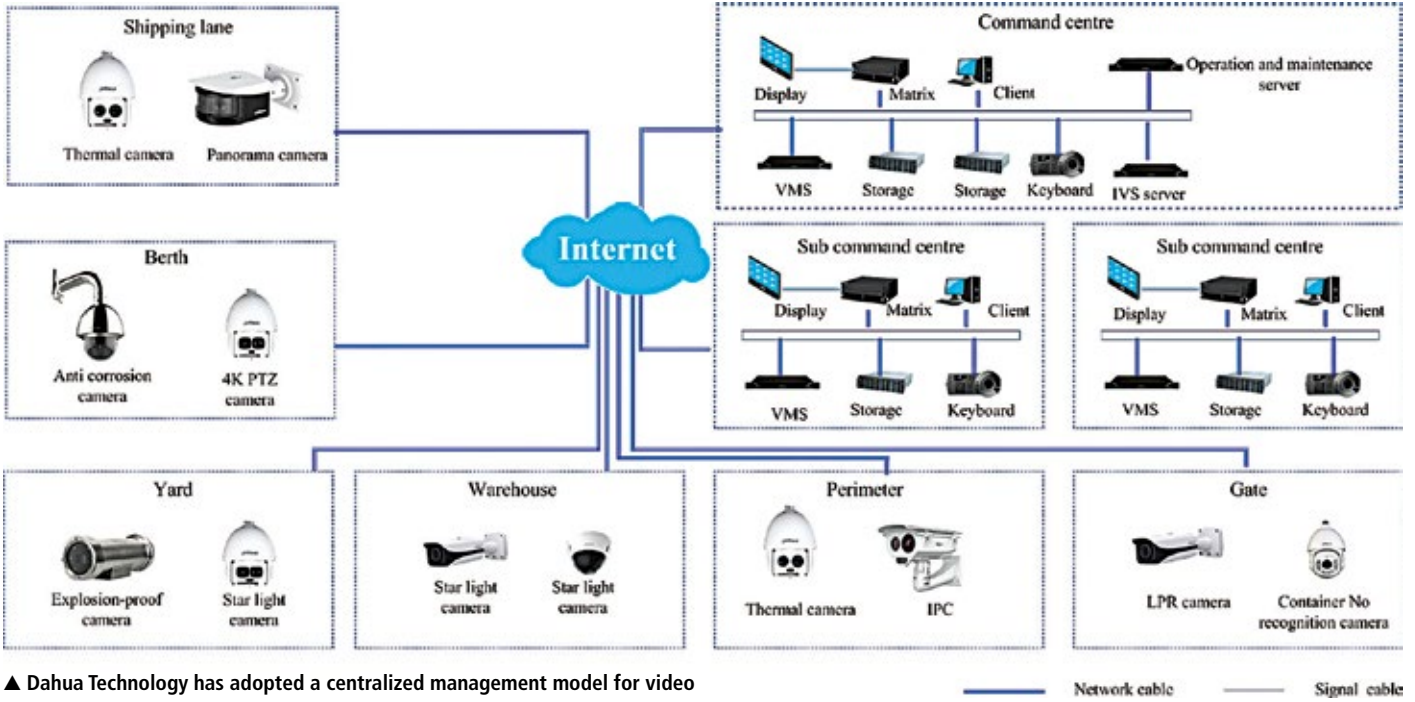 Shipping lane
Thermal camera
Panorama camera
Command centre
Display
Matrix
Client
Operation and maintenance
server
VMS
Storage
Storage
Keyboard
IVS server
Internet
Berth
Anti corrosion
camera
4K PTZ
camera
Sub command centre
Display
Matrix
Client
VMS
Storage
Keyboard
Sub command centre
Display
Matrix
Client
VMS
Storage
Keyboard
Yard
Explosion-proof
camera
Star light
camera
Warehouse
Star light
camera
Star light
camera
Perimeter
Thermal camera
IPC
Gate
LPR camera
Container No
recognition camera
▲ Dahua Technology has adopted a centralized management model for video
Network cable
Signal cable